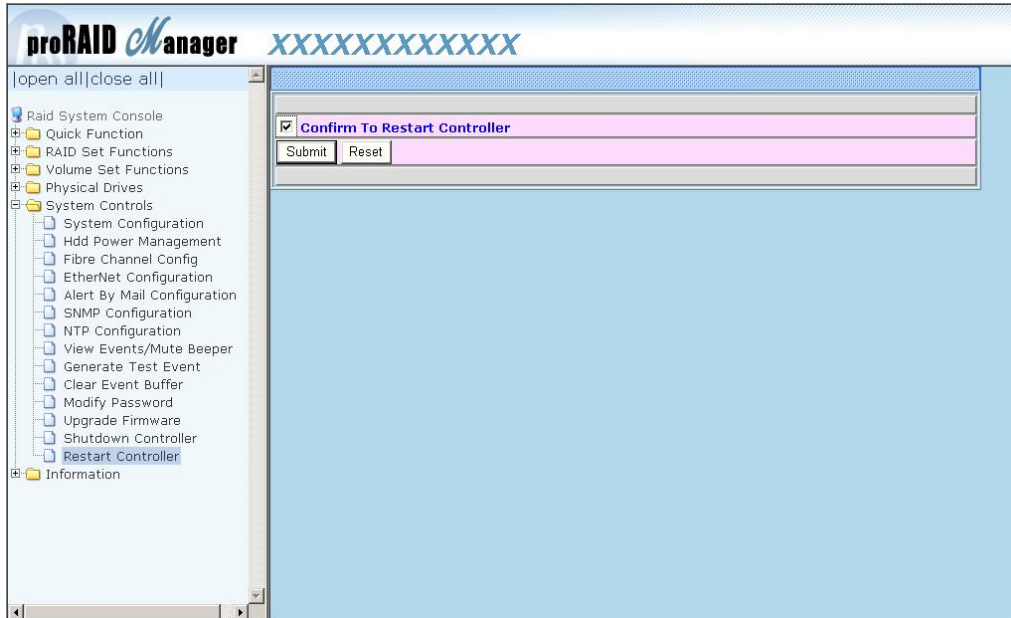 proRAID Manager XXXXXXXXXXXX
|open all|close all|
Raid System Console
Quick Function
RAID Set Functions
Volume Set Functions
Physical Drives
System Controls
System Configuration
Hdd Power Management
Fibre Channel Config
EtherNet Configuration
Alert By Mail Configuration
SNMP Configuration
NTP Configuration
View Events/Mute Beeper
Generate Test Event
Clear Event Buffer
Modify Password
Upgrade Firmware
Shutdown Controller
Restart Controller
Information
Confirm To Restart Controller
Submit Reset